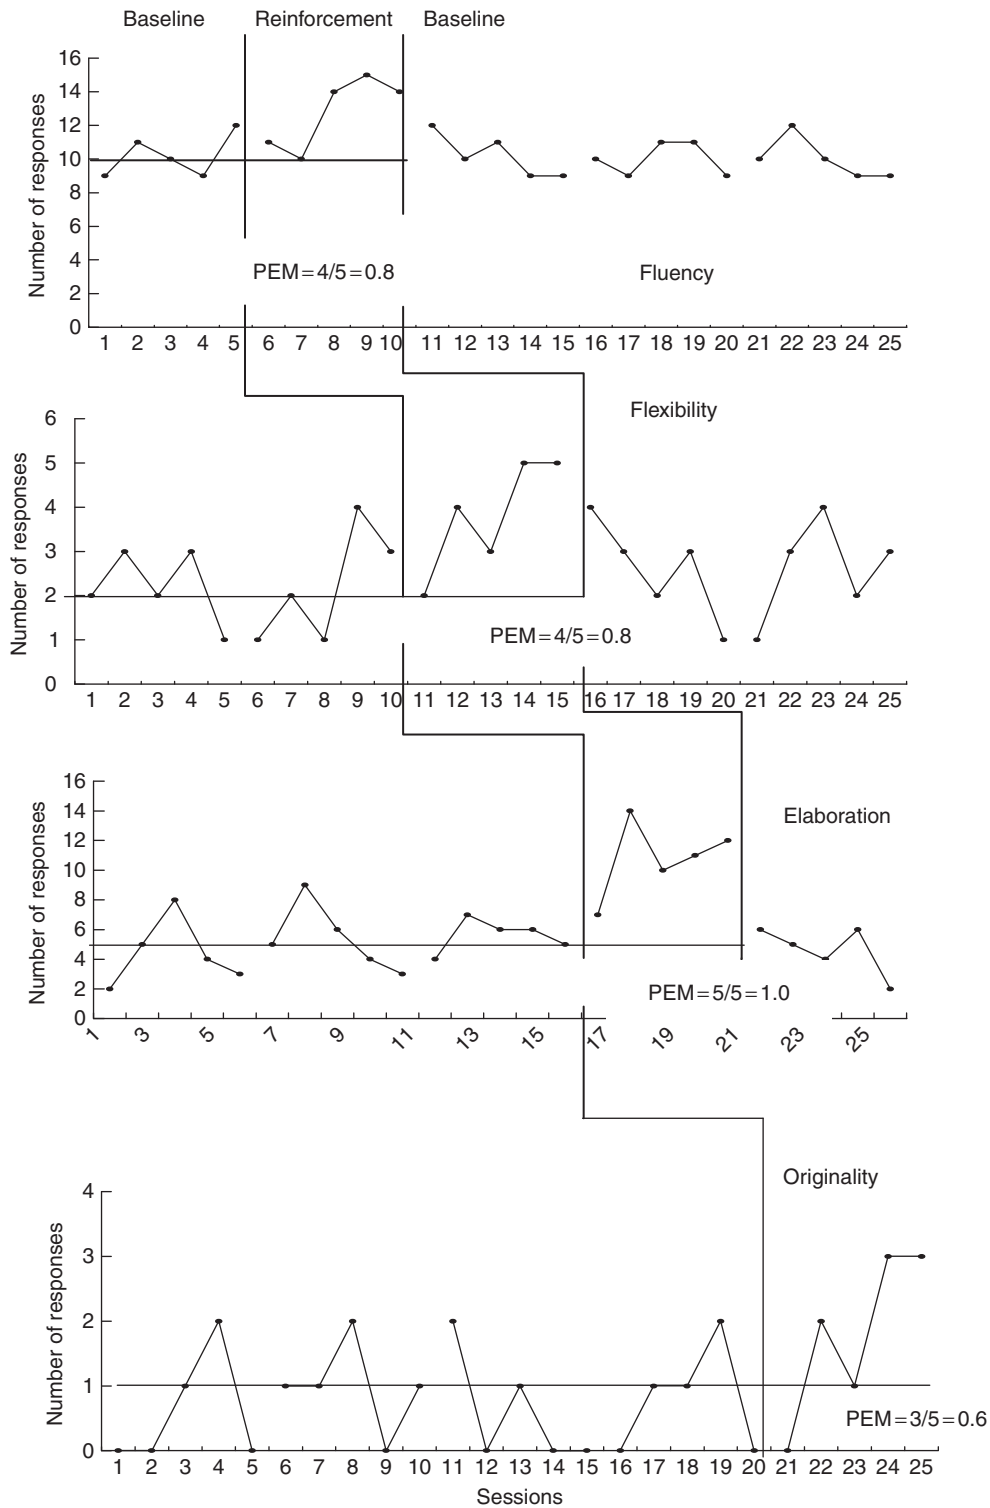 Baseline Reinforcement Baseline
Number of responses
16
14
12
10
8
6
4
2
0
PEM=4/5=0.8
Fluency
1 2 3 4 5 6 7 8 9 10 11 12 13 14 15 16 17 18 19 20 21 22 23 24 25
Flexibility
Number of responses
6
5
4
3
2
1
0
PEM=4/5=0.8
1 2 3 4 5 6 7 8 9 10 11 12 13 14 15 16 17 18 19 20 21 22 23 24 25
Elaboration
Number of responses
16
14
12
10
8
6
4
2
0
PEM=5/5=1.0
1 3 5 7 9 11 13 15 17 19 21 23 25
Originality
Number of responses
4
3
2
1
0
PEM=3/5=0.6
1 2 3 4 5 6 7 8 9 10 11 12 13 14 15 16 17 18 19 20 21 22 23 24 25
Sessions